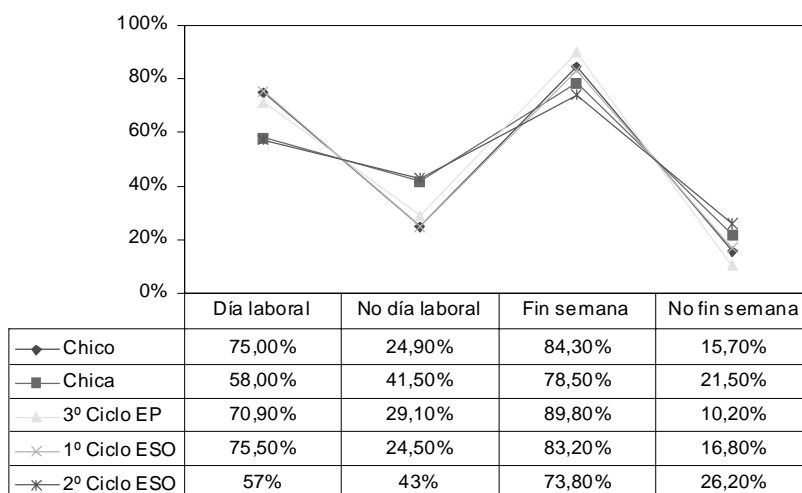 100%
80%
60%
40%
20%
0%
Día laboral No día laboral Fin semana No fin semana
Chico 75,00% 24,90% 84,30% 15,70%
Chica 58,00% 41,50% 78,50% 21,50%
3º Ciclo EP 70,90% 29,10% 89,80% 10,20%
1º Ciclo ESO 75,50% 24,50% 83,20% 16,80%
2º Ciclo ESO 57% 43% 73,80% 26,20%